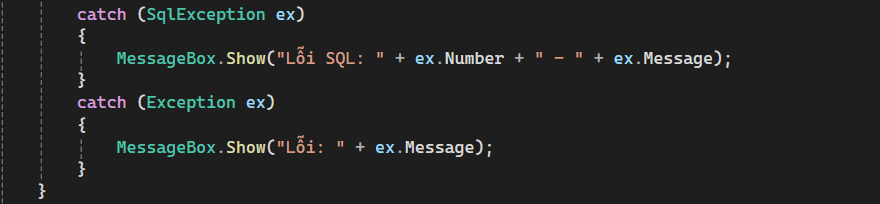 catch (SqlException ex)
{
MessageBox.Show("Lỗi SQL: " + ex.Number + " - " + ex.Message);
}
catch (Exception ex)
{
MessageBox.Show("Lỗi: " + ex.Message);
}
}